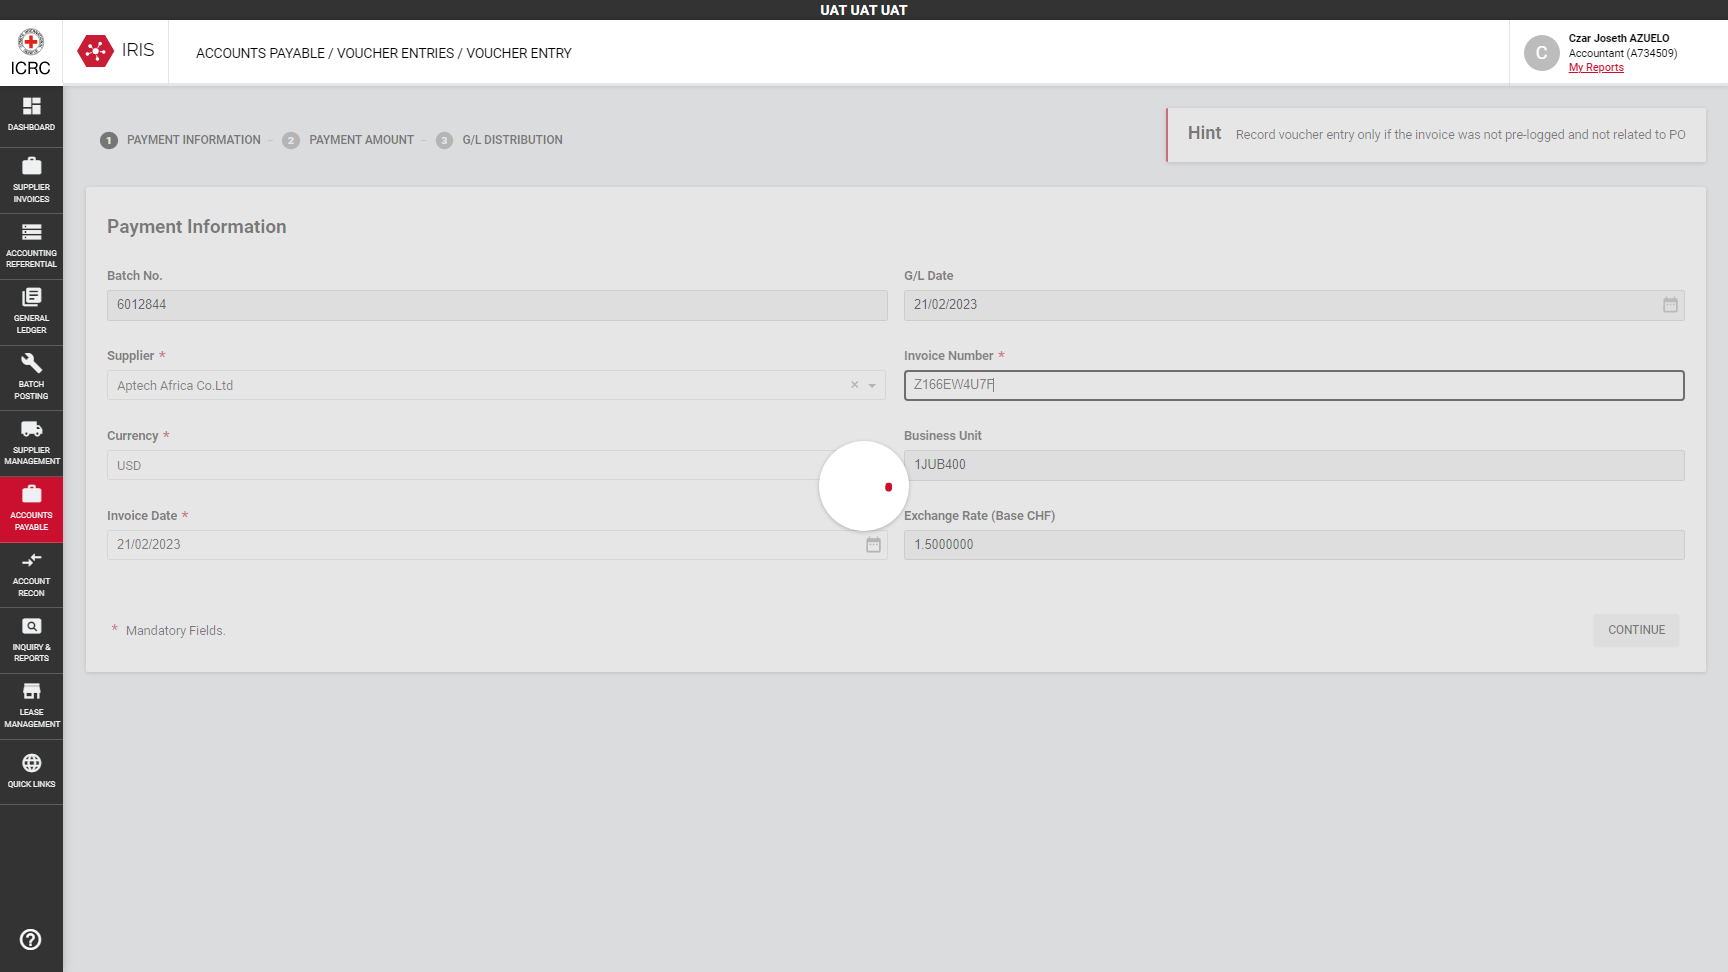 UAT UAT UAT
ICRC
IRIS
ACCOUNTS PAYABLE / VOUCHER ENTRIES / VOUCHER ENTRY
C
Czar Joseth AZUELO
Accountant (A734509)
My Reports
DASHBOARD
SUPPLIER
INVOICES
ACCOUNTING
REFERENTIAL
GENERAL
LEDGER
BATCH
POSTING
SUPPLIER
MANAGEMENT
ACCOUNTS
PAYABLE
ACCOUNT
RECON
INQUIRY &
REPORTS
LEASE
MANAGEMENT
QUICK LINKS
1 PAYMENT INFORMATION - 2 PAYMENT AMOUNT - 3 G/L DISTRIBUTION
Hint Record voucher entry only if the invoice was not pre-logged and not related to PO
Payment Information
Batch No.
6012844
G/L Date
21/02/2023
Supplier *
Aptech Africa Co.Ltd
Invoice Number *
Z166EW4U7F
Currency *
USD
Business Unit
1JUB400
Invoice Date *
21/02/2023
Exchange Rate (Base CHF)
1.5000000
* Mandatory Fields.
CONTINUE